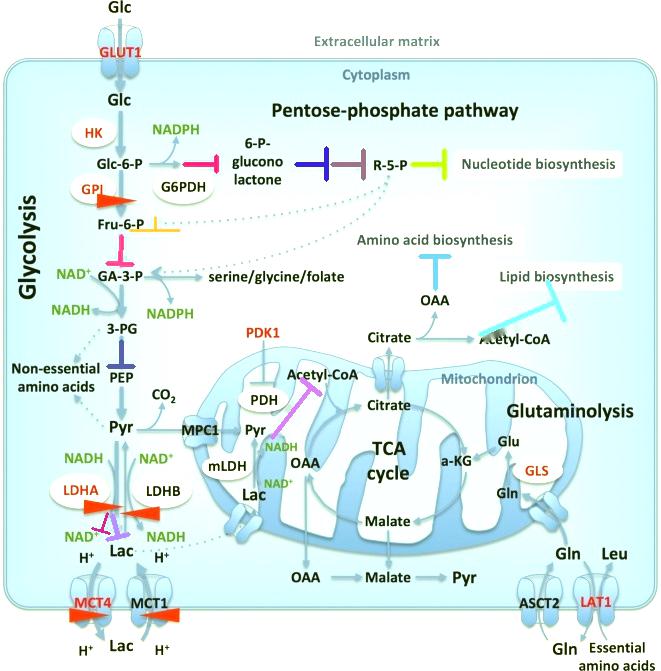 Glc
GLUT1
Extracellular matrix
Cytoplasm
Glc
Pentose-phosphate pathway
HK
NADPH
6-P-
glucono
lactone
Glc-6-P
R-5-P
Nucleotide biosynthesis
GPI
G6PDH
Glycolysis
Fru-6-P
Amino acid biosynthesis
NAD+
GA-3-P
serine/glycine/folate
Lipid biosynthesis
OAA
NADH
NADPH
3-PG
PDK1
Citrate
Acetyl-CoA
Non-essential
amino acids
PEP
Acetyl-CoA
Mitochondrion
CO2
PDH
Citrate
Glutaminolysis
Pyr
MPC1
Pyr
NADH
TCA
cycle
Glu
NADH
NAD+
mLDH
OAA
a-KG
GLS
LDHA
LDHB
Lac
NAD+
Gln
Malate
NAD+
NADH
H+
Lac
H+
Gln
Leu
OAA
Malate
Pyr
MCT4
MCT1
ASCT2
LAT1
H+
Lac
H+
Gln
Essential
amino acids